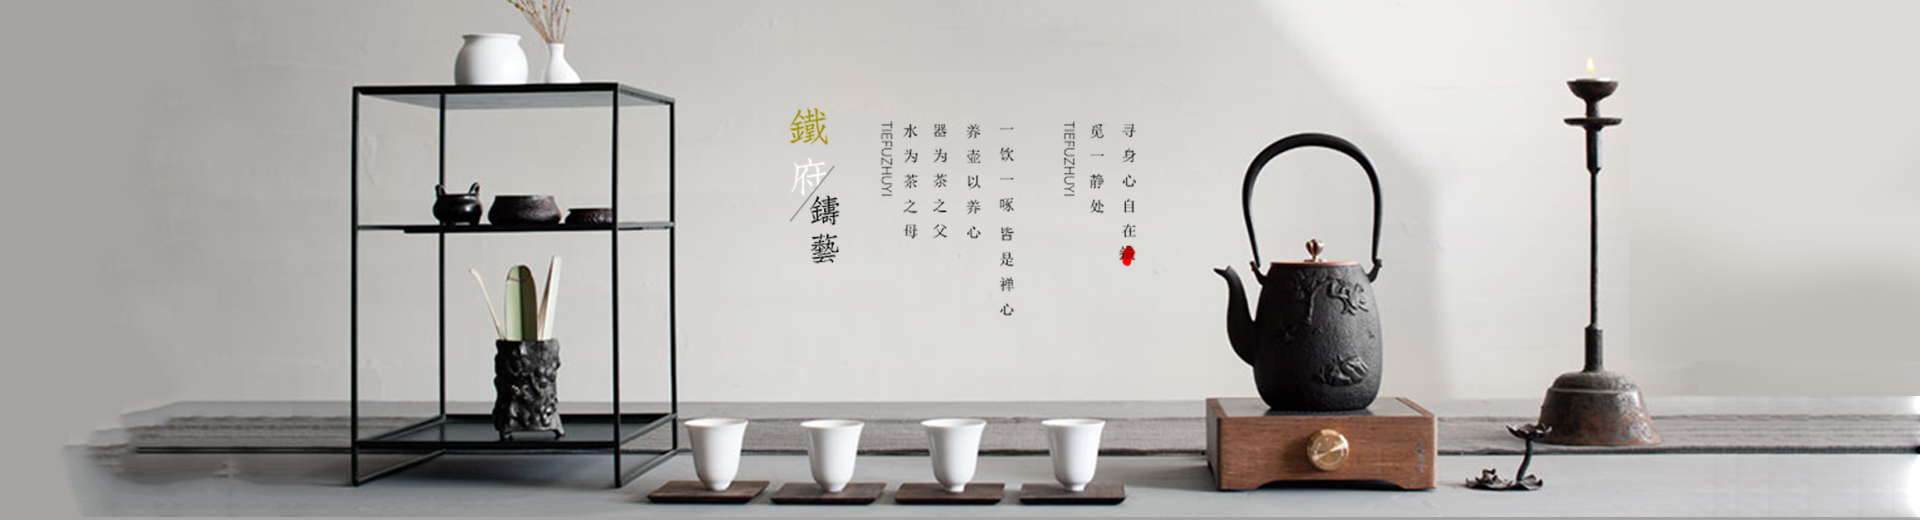 寻身心自在
觅一静处
TIEFUZHUYI
一饮一啄皆是禅心
养壶以养心
器为茶之父
水为茶之母
TIEFUZHUYI
鐵府
鑄藝